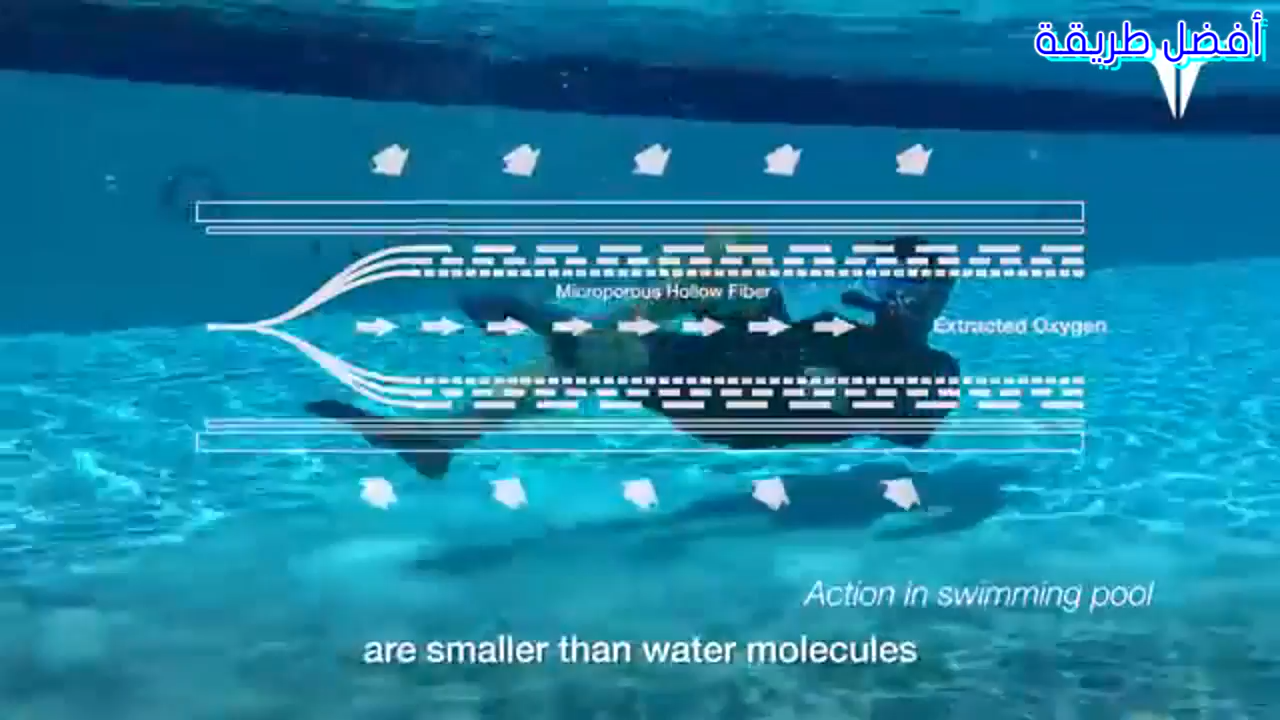 أفضل طريقة
Microporous Hollow Fiber
Extracted Oxygen
Action in swimming pool
are smaller than water molecules